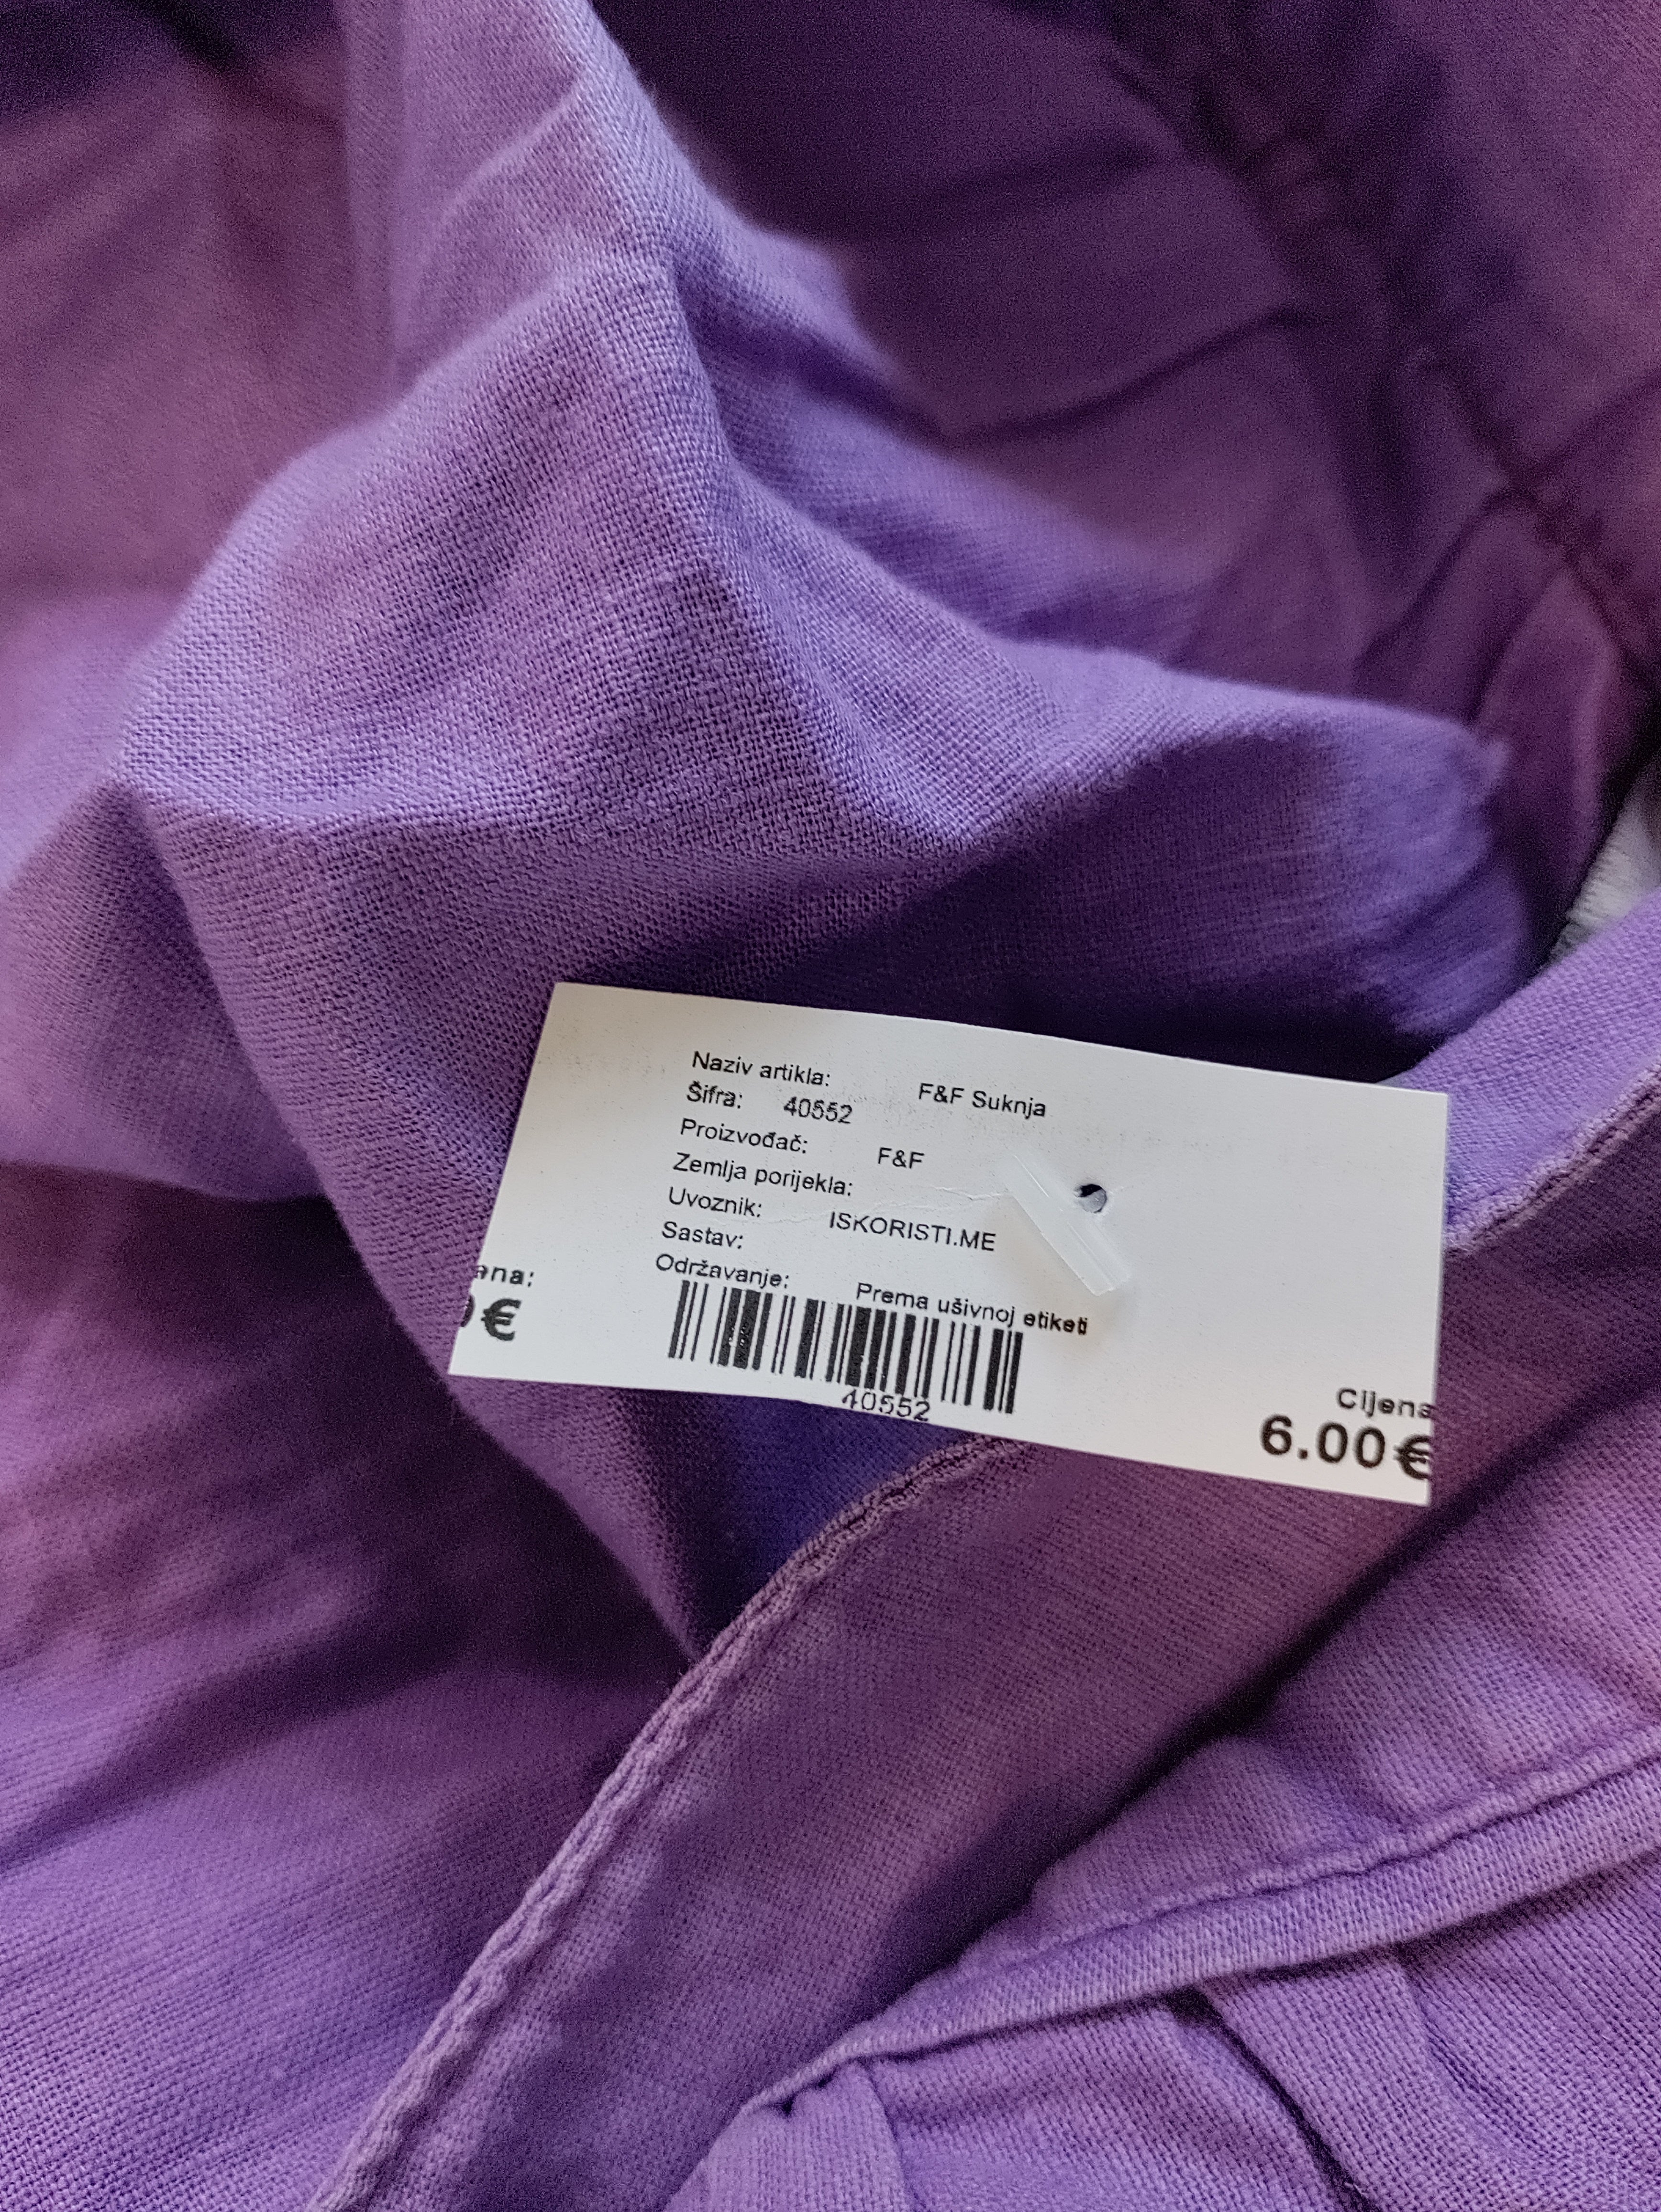 Naziv artikla: F&F Suknja
Šifra: 40552
Proizvođač: F&F
Zemlja porijekla:
Uvoznik: ISKORISTI.ME
Sastav:
Održavanje: Prema ušivnoj etiketi
40552
ena:
€
Cijena
6.00€